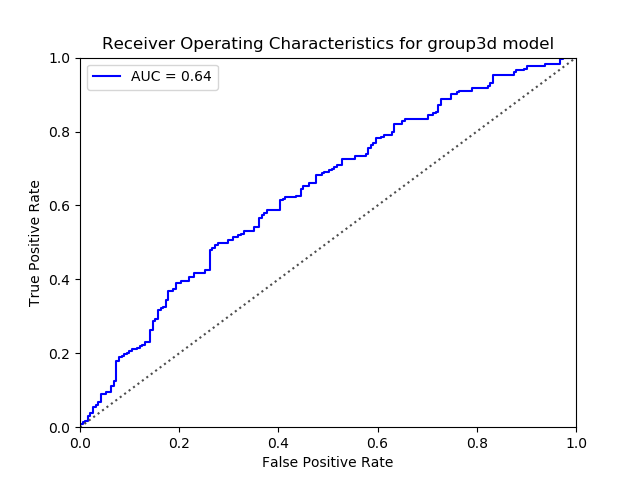 Receiver Operating Characteristics for group3d model
AUC = 0.64
1.0
0.8
0.6
0.4
0.2
0.0
True Positive Rate
0.0 0.2 0.4 0.6 0.8 1.0
False Positive Rate